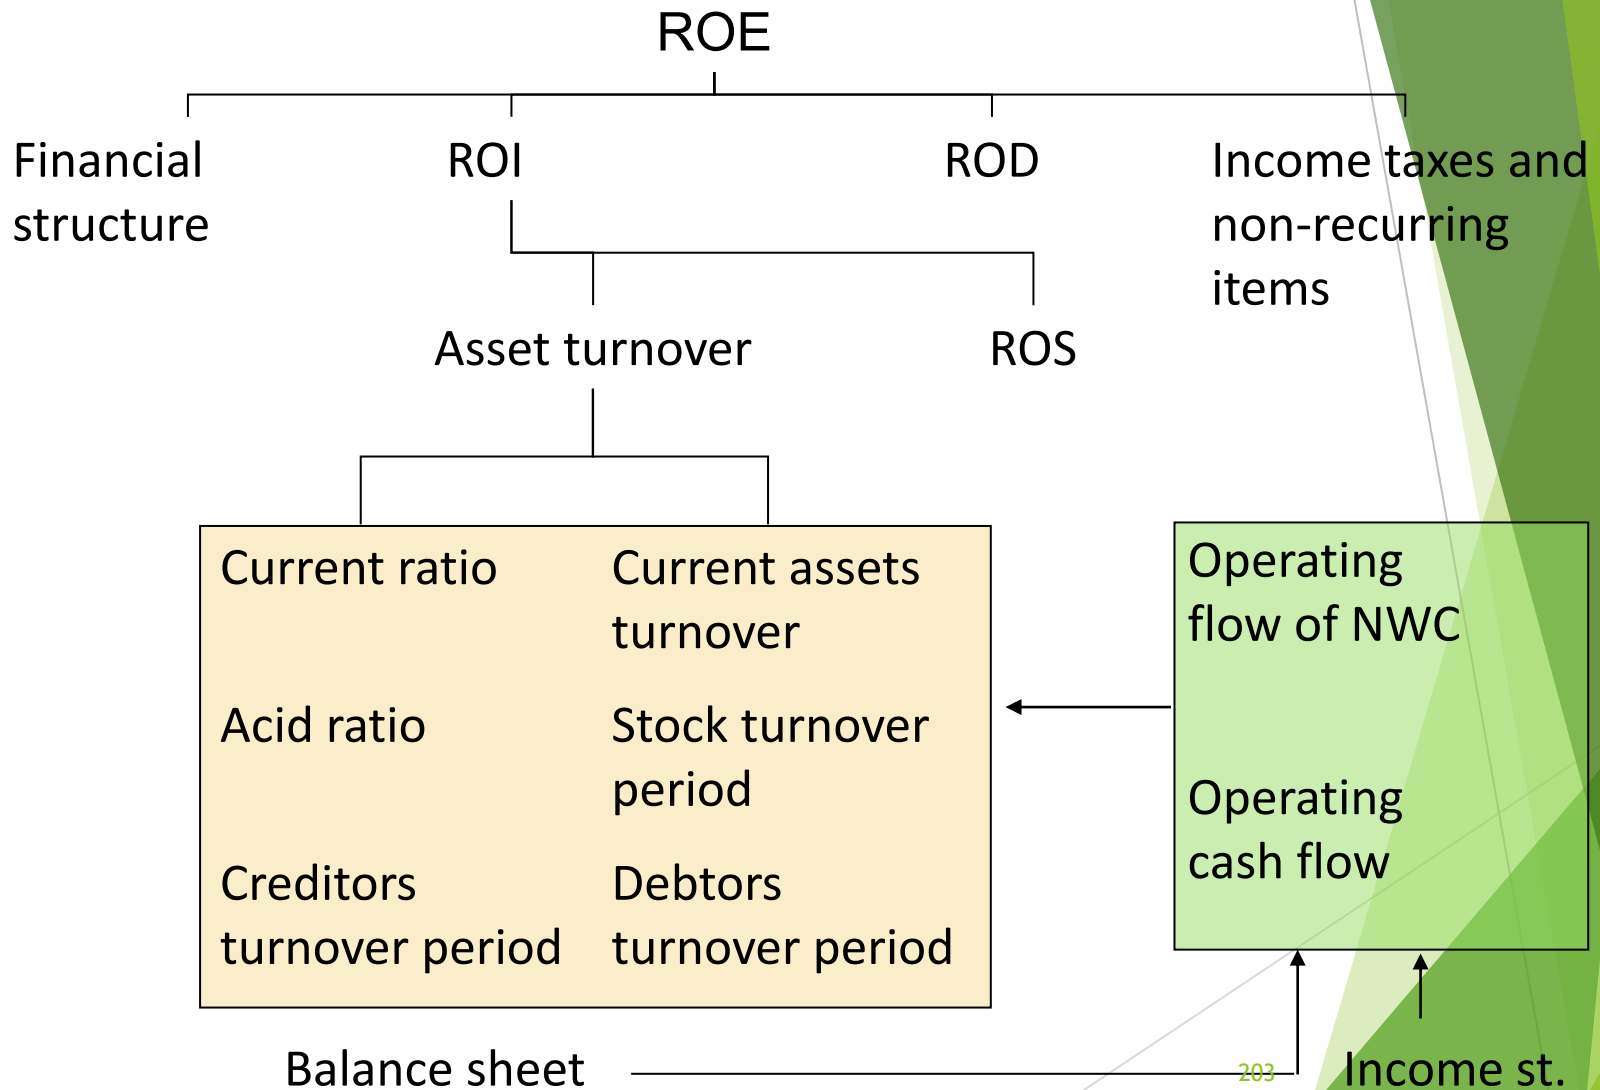 ROE
Financial
structure
ROI
ROD
Income taxes and
non-recurring
items
Asset turnover
ROS
Current ratio
Current assets
turnover
Acid ratio
Stock turnover
period
Creditors
turnover period
Debtors
turnover period
Operating
flow of NWC
Operating
cash flow
Balance sheet
203
Income st.